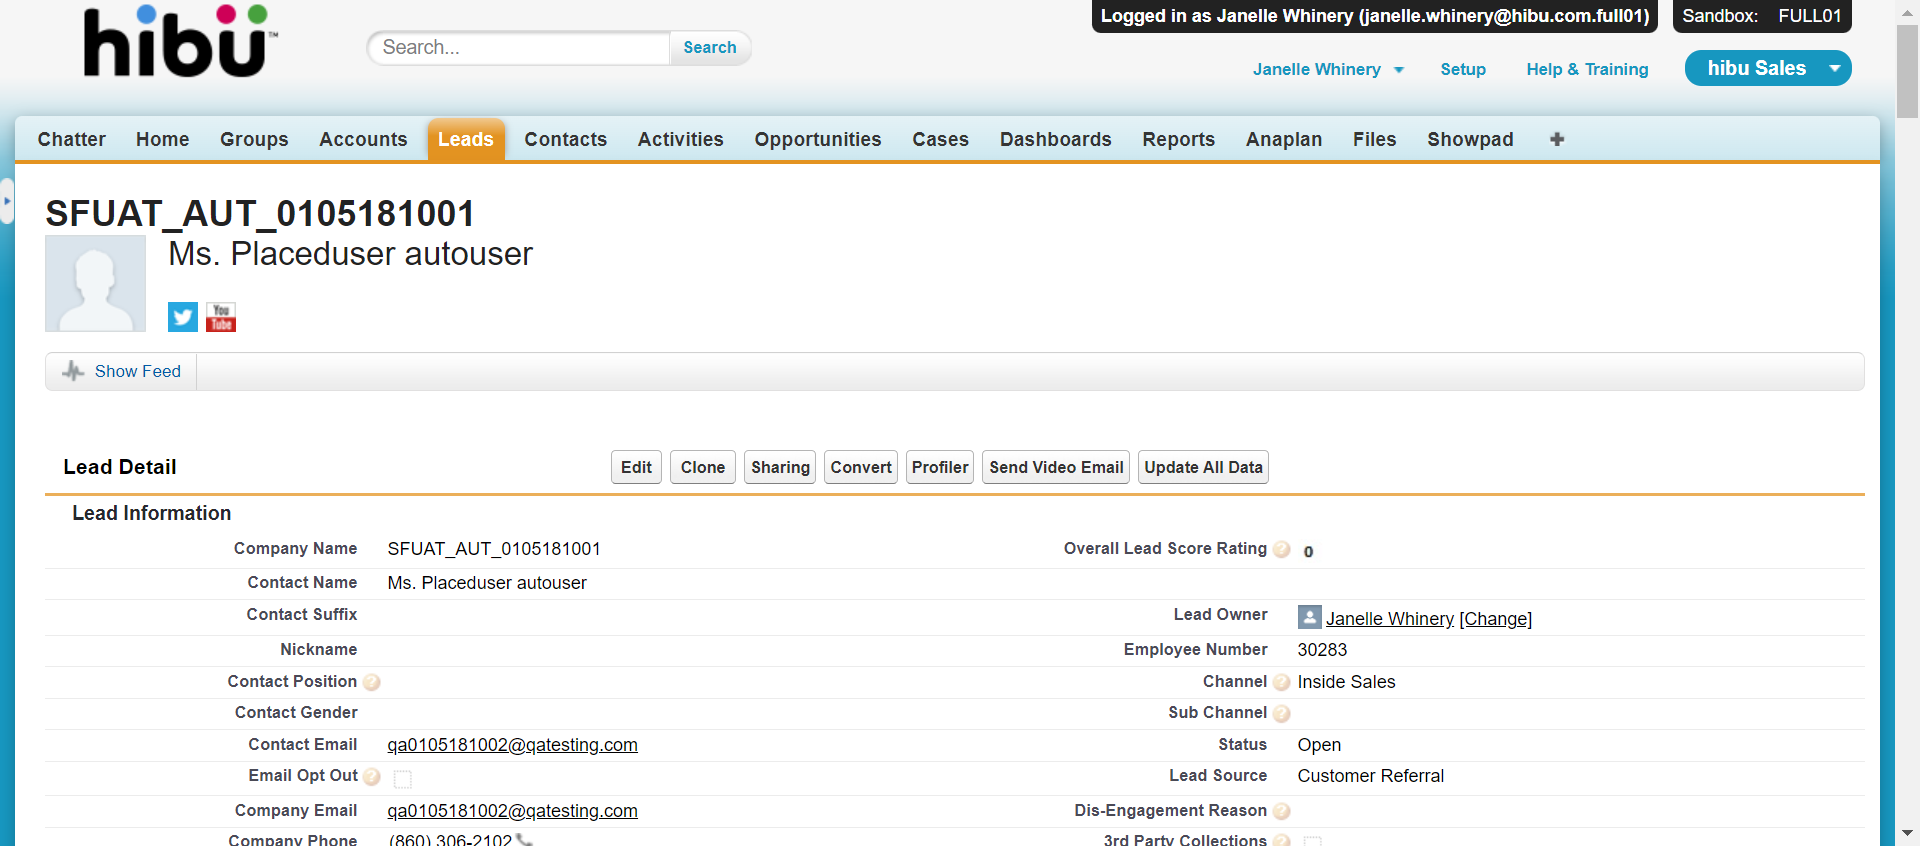 Logged in as Janelle Whinery (janelle.whinery@hibu.com.full01)
Sandbox: FULL01
hibu™
Search...
Search
Janelle Whinery
Setup
Help & Training
hibu Sales
Chatter Home Groups Accounts Leads Contacts Activities Opportunities Cases Dashboards Reports Anaplan Files Showpad
SFUAT_AUT_0105181001
Ms. Placeduser autouser
You
Tube
Show Feed
Lead Detail
Edit Clone Sharing Convert Profiler Send Video Email Update All Data
Lead Information
Company Name SFUAT_AUT_0105181001 Overall Lead Score Rating ? 0
Contact Name Ms. Placeduser autouser
Contact Suffix Lead Owner Janelle Whinery [Change]
Nickname Employee Number 30283
Contact Position ? Channel ? Inside Sales
Contact Gender Sub Channel ?
Contact Email qa0105181002@qatesting.com Status Open
Email Opt Out ? Lead Source Customer Referral
Company Email qa0105181002@qatesting.com Dis-Engagement Reason ?
Company Phone (860) 306-2102 3rd Party Collections ?